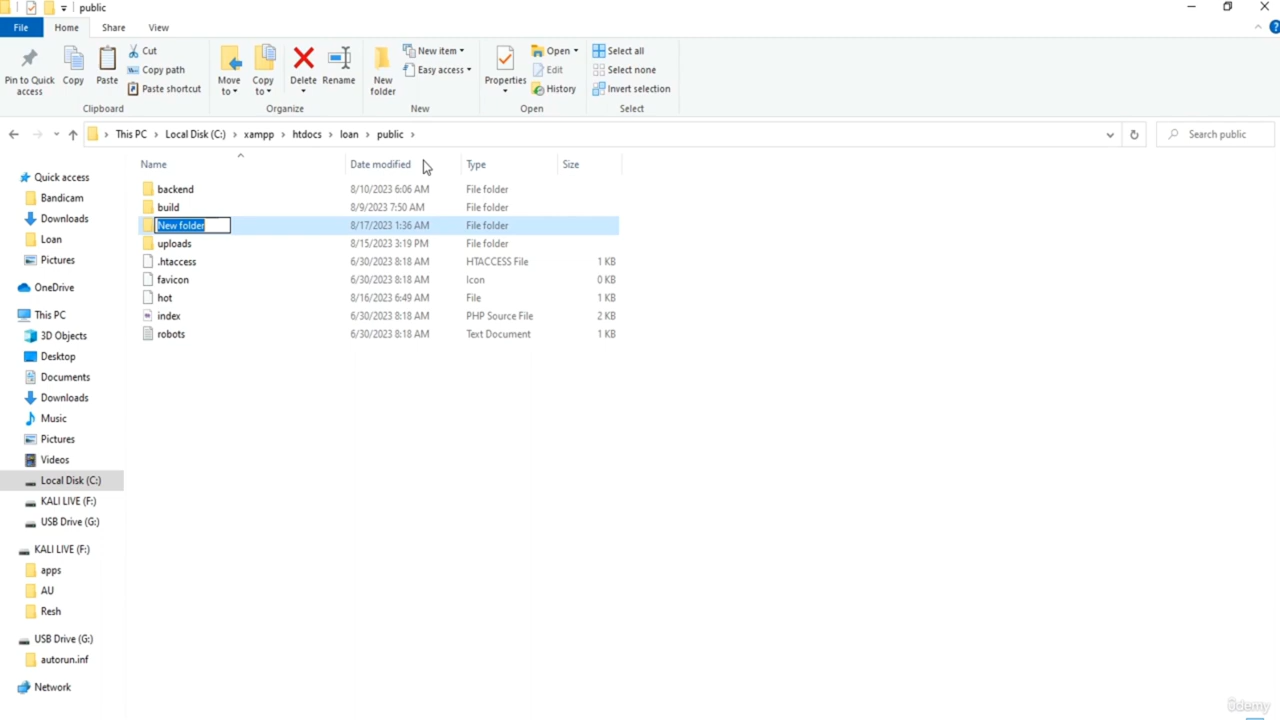 public
File
Home
Share
View
Pin to Quick access
Copy
Paste
Cut
Copy path
Paste shortcut
Clipboard
Move to
Copy to
Delete
Rename
Organize
New folder
New item
Easy access
New
Properties
Open
Edit
History
Open
Select all
Select none
Invert selection
Select
This PC > Local Disk (C:) > xampp > htdocs > loan > public >
Search public
Name Date modified Type Size
backend 8/10/2023 6:06 AM File folder
build 8/9/2023 7:50 AM File folder
New folder 8/17/2023 1:36 AM File folder
uploads 8/15/2023 3:19 PM File folder
.htaccess 6/30/2023 8:18 AM HTACCESS File 1 KB
favicon 6/30/2023 8:18 AM Icon 0 KB
hot 8/16/2023 6:49 AM File 1 KB
index 6/30/2023 8:18 AM PHP Source File 2 KB
robots 6/30/2023 8:18 AM Text Document 1 KB
Quick access
Bandicam
Downloads
Loan
Pictures
OneDrive
This PC
3D Objects
Desktop
Documents
Downloads
Music
Pictures
Videos
Local Disk (C:)
KALI LIVE (F:)
USB Drive (G:)
KALI LIVE (F:)
apps
AU
Resh
USB Drive (G:)
autorun.inf
Network
ûdemy